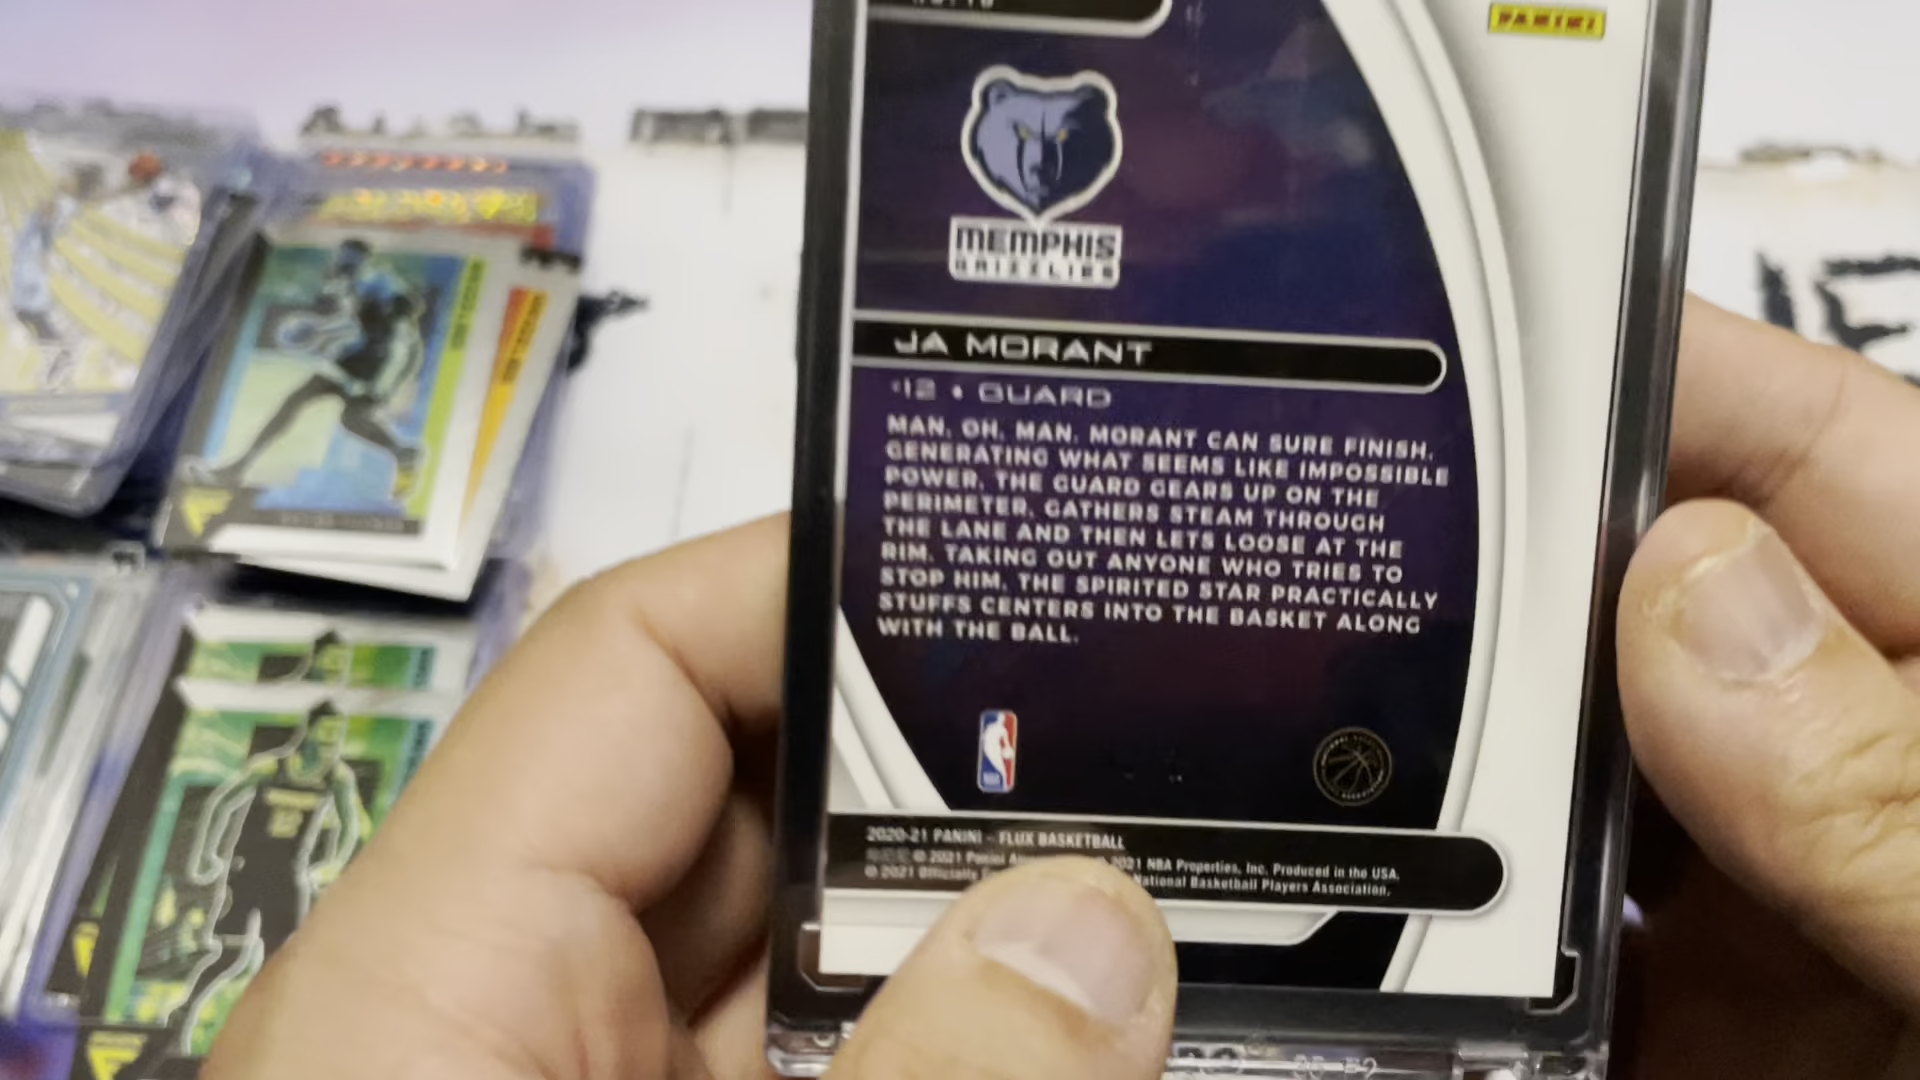 PANINI
MEMPHIS
GRIZZLIES
JA MORANT
12 • GUARD
MAN, OH, MAN, MORANT CAN SURE FINISH.
GENERATING WHAT SEEMS LIKE IMPOSSIBLE
POWER, THE GUARD GEARS UP ON THE
PERIMETER, GATHERS STEAM THROUGH
THE LANE AND THEN LETS LOOSE AT THE
RIM, TAKING OUT ANYONE WHO TRIES TO
STOP HIM. THE SPIRITED STAR PRACTICALLY
STUFFS CENTERS INTO THE BASKET ALONG
WITH THE BALL.
2020-21 PANINI - FLUX BASKETBALL
© 2021 Panini 2021 NBA Properties, Inc. Produced in the USA.
© 2021 Officially National Basketball Players Association.